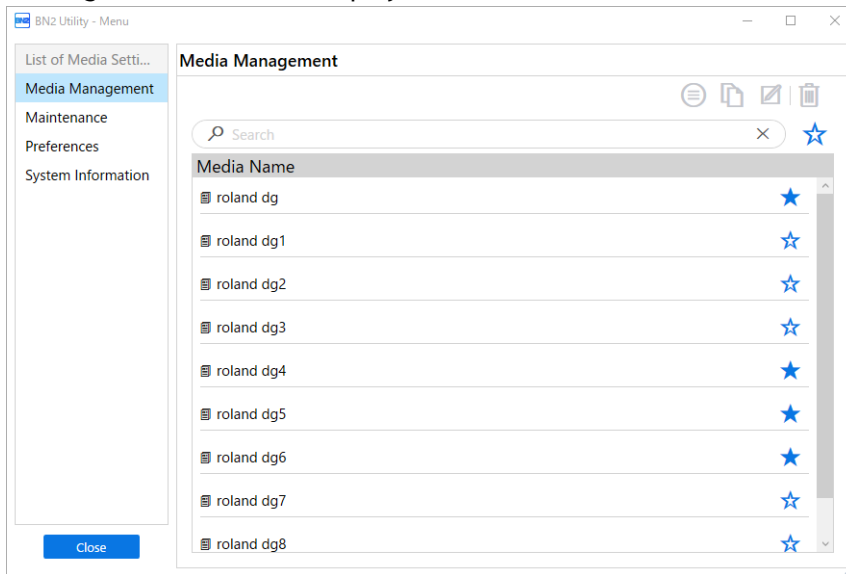 BN2 Utility - Menu
List of Media Setti...
Media Management
Maintenance
Preferences
System Information
Close
Media Management
Search
Media Name
roland dg
roland dg1
roland dg2
roland dg3
roland dg4
roland dg5
roland dg6
roland dg7
roland dg8